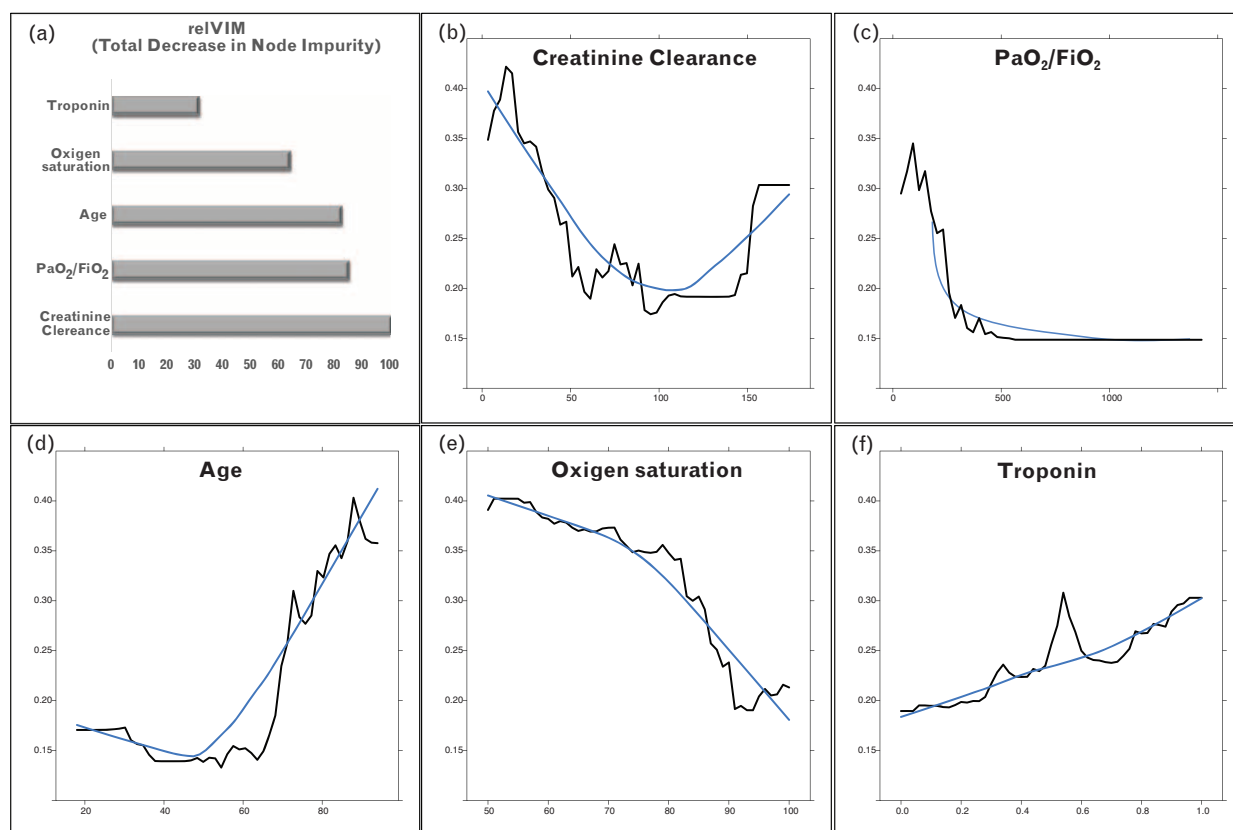 (a)
relVIM
(Total Decrease in Node Impurity)
Troponin
Oxigen
saturation
Age
PaO₂/FiO₂
Creatinine
Clereance
0 10 20 30 40 50 60 70 80 90 100
(b)
Creatinine Clearance
0.40
0.35
0.30
0.25
0.20
0.15
0 50 100 150
(c)
PaO₂/FiO₂
0.40
0.35
0.30
0.25
0.20
0.15
0 500 1000
(d)
Age
0.40
0.35
0.30
0.25
0.20
0.15
20 40 60 80
(e)
Oxigen saturation
0.40
0.35
0.30
0.25
0.20
0.15
50 60 70 80 90 100
(f)
Troponin
0.40
0.35
0.30
0.25
0.20
0.15
0.0 0.2 0.4 0.6 0.8 1.0